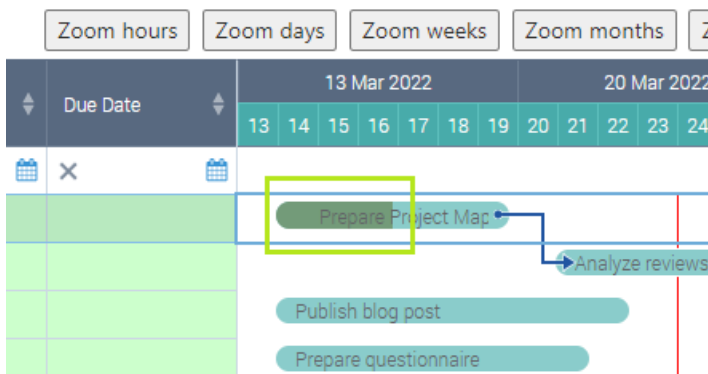 Zoom hours Zoom days Zoom weeks Zoom months
Due Date 13 Mar 2022 20 Mar 2022
13 14 15 16 17 18 19 20 21 22 23 24
Prepare Project Map
Analyze reviews
Publish blog post
Prepare questionnaire